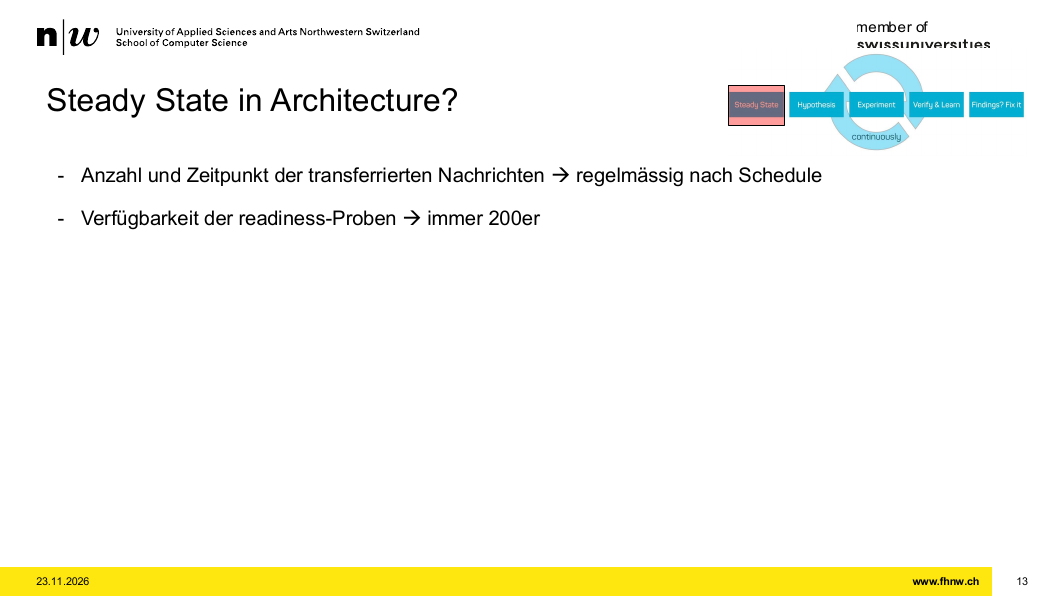 n w University of Applied Sciences and Arts Northwestern Switzerland
School of Computer Science
member of
swissuniversities
Steady State in Architecture?
Steady State Hypothesis Experiment Verify & Learn Findings? Fix it
continuously
- Anzahl und Zeitpunkt der transferrierten Nachrichten → regelmässig nach Schedule
- Verfügbarkeit der readiness-Proben → immer 200er
23.11.2026 www.fhnw.ch 13